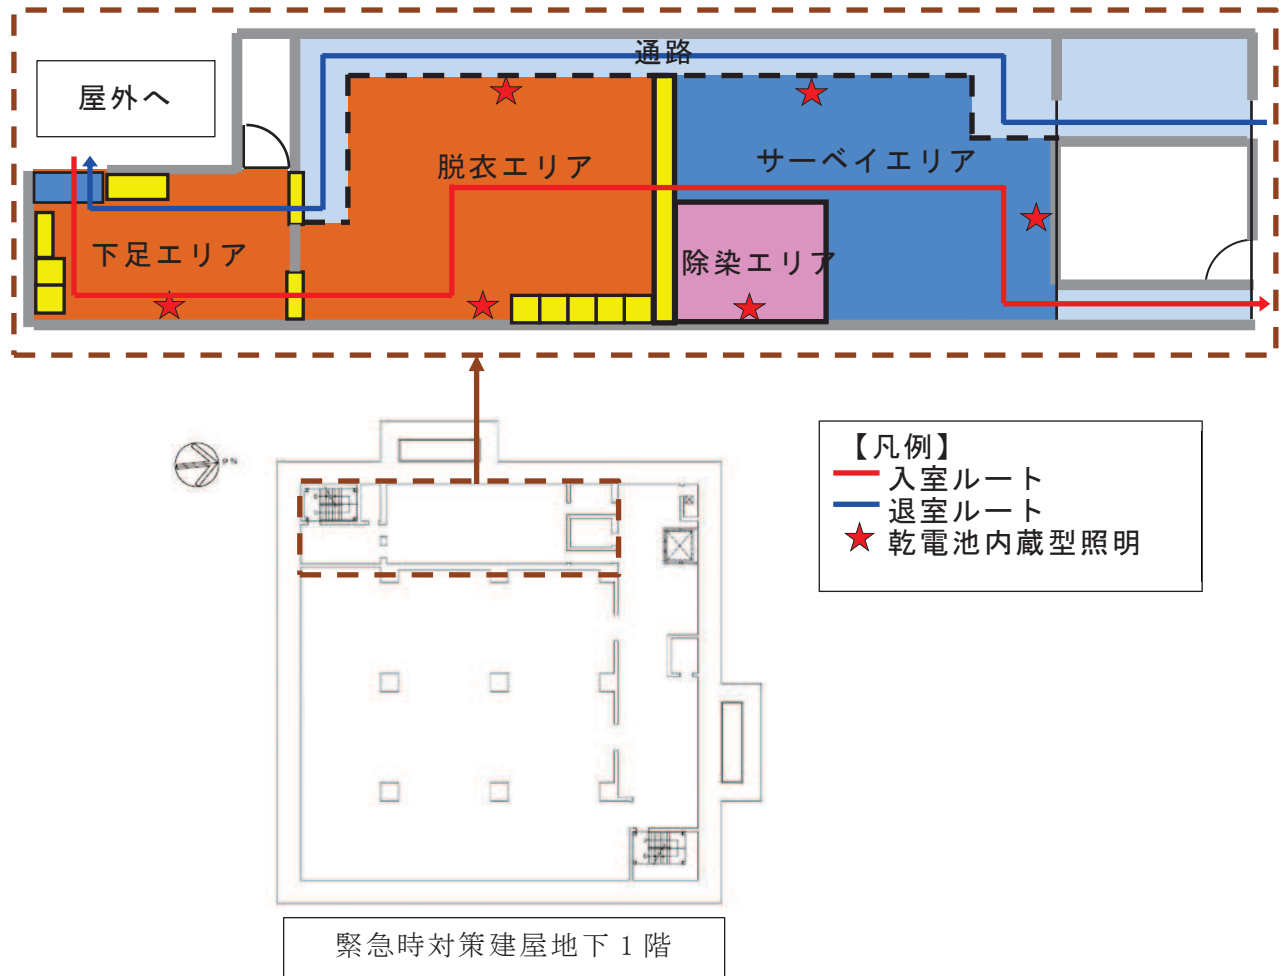 通路
屋外へ
脱衣エリア
サーベイエリア
下足エリア
除染エリア
PN
【凡例】
入室ルート
退室ルート
乾電池内蔵型照明
緊急時対策建屋地下1階